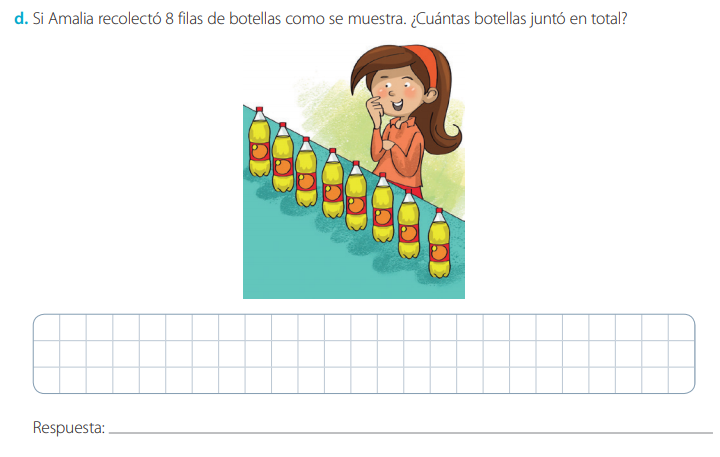 d. Si Amalia recolectó 8 filas de botellas como se muestra. ¿Cuántas botellas juntó en total?
Respuesta: